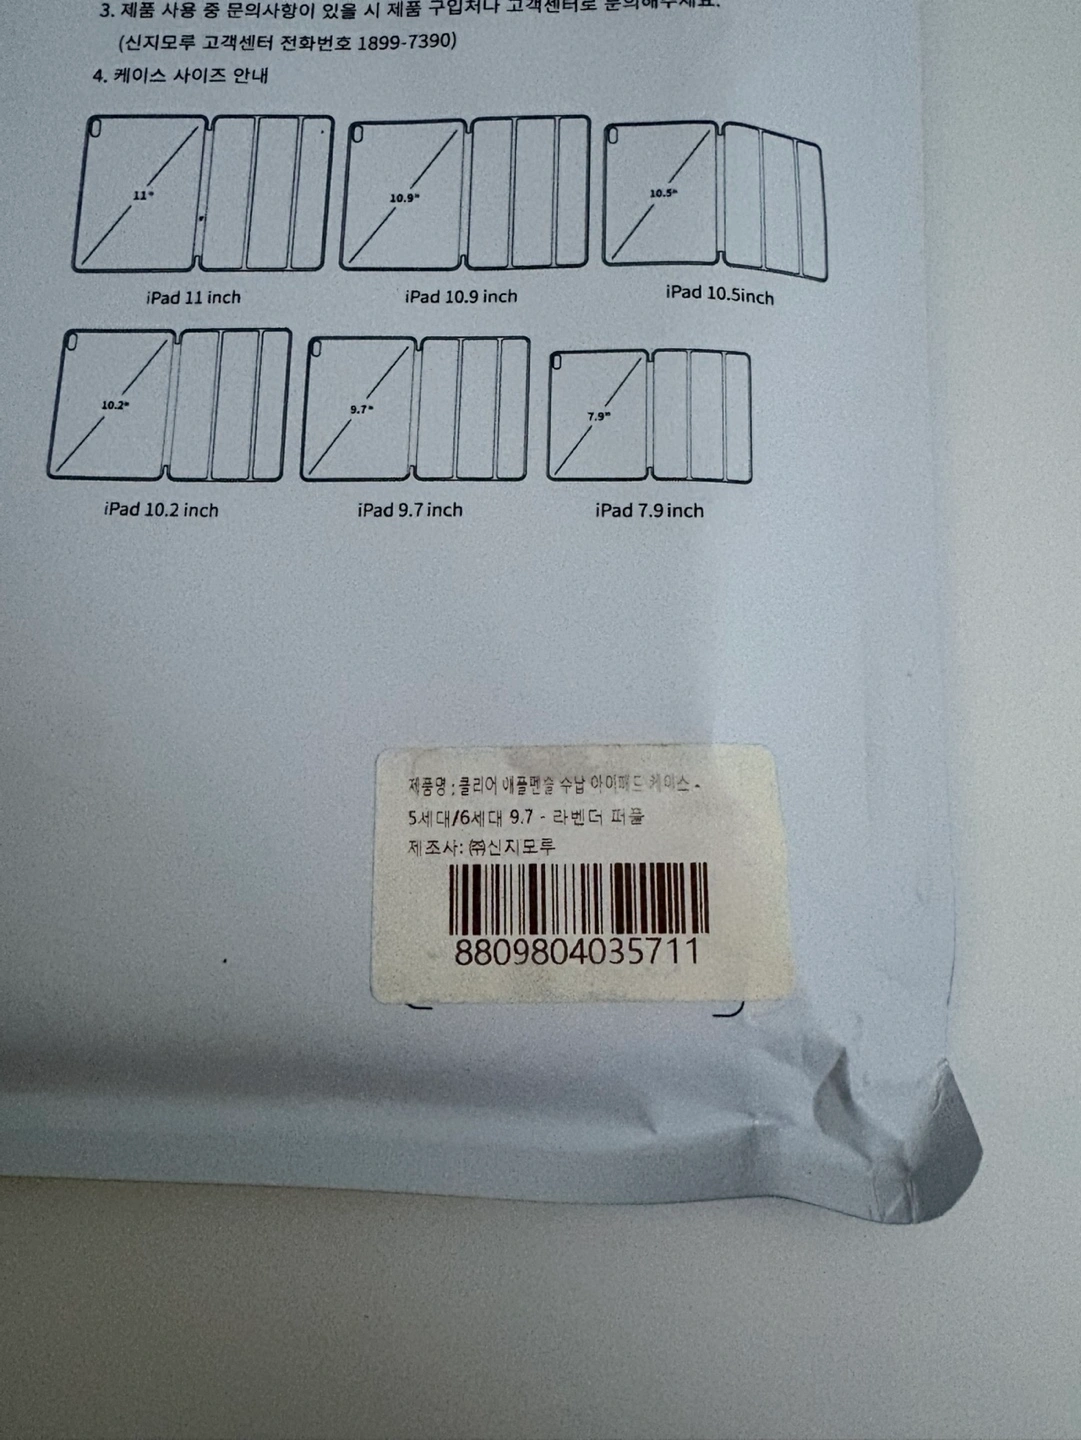 3. 제품 사용 중 문의사항이 있을 시 제품 구입처나 고객센터로 문의해주세요.
(신지모루 고객센터 전화번호 1899-7390)
4. 케이스 사이즈 안내
11"
10.9"
10.5"
iPad 11 inch
iPad 10.9 inch
iPad 10.5inch
10.2"
9.7"
7.9"
iPad 10.2 inch
iPad 9.7 inch
iPad 7.9 inch
제품명 : 클리어 애플펜슬 수납 아이패드 케이스 -
5세대/6세대 9.7 - 라벤더 퍼플
제조사: ㈜신지모루
8809804035711